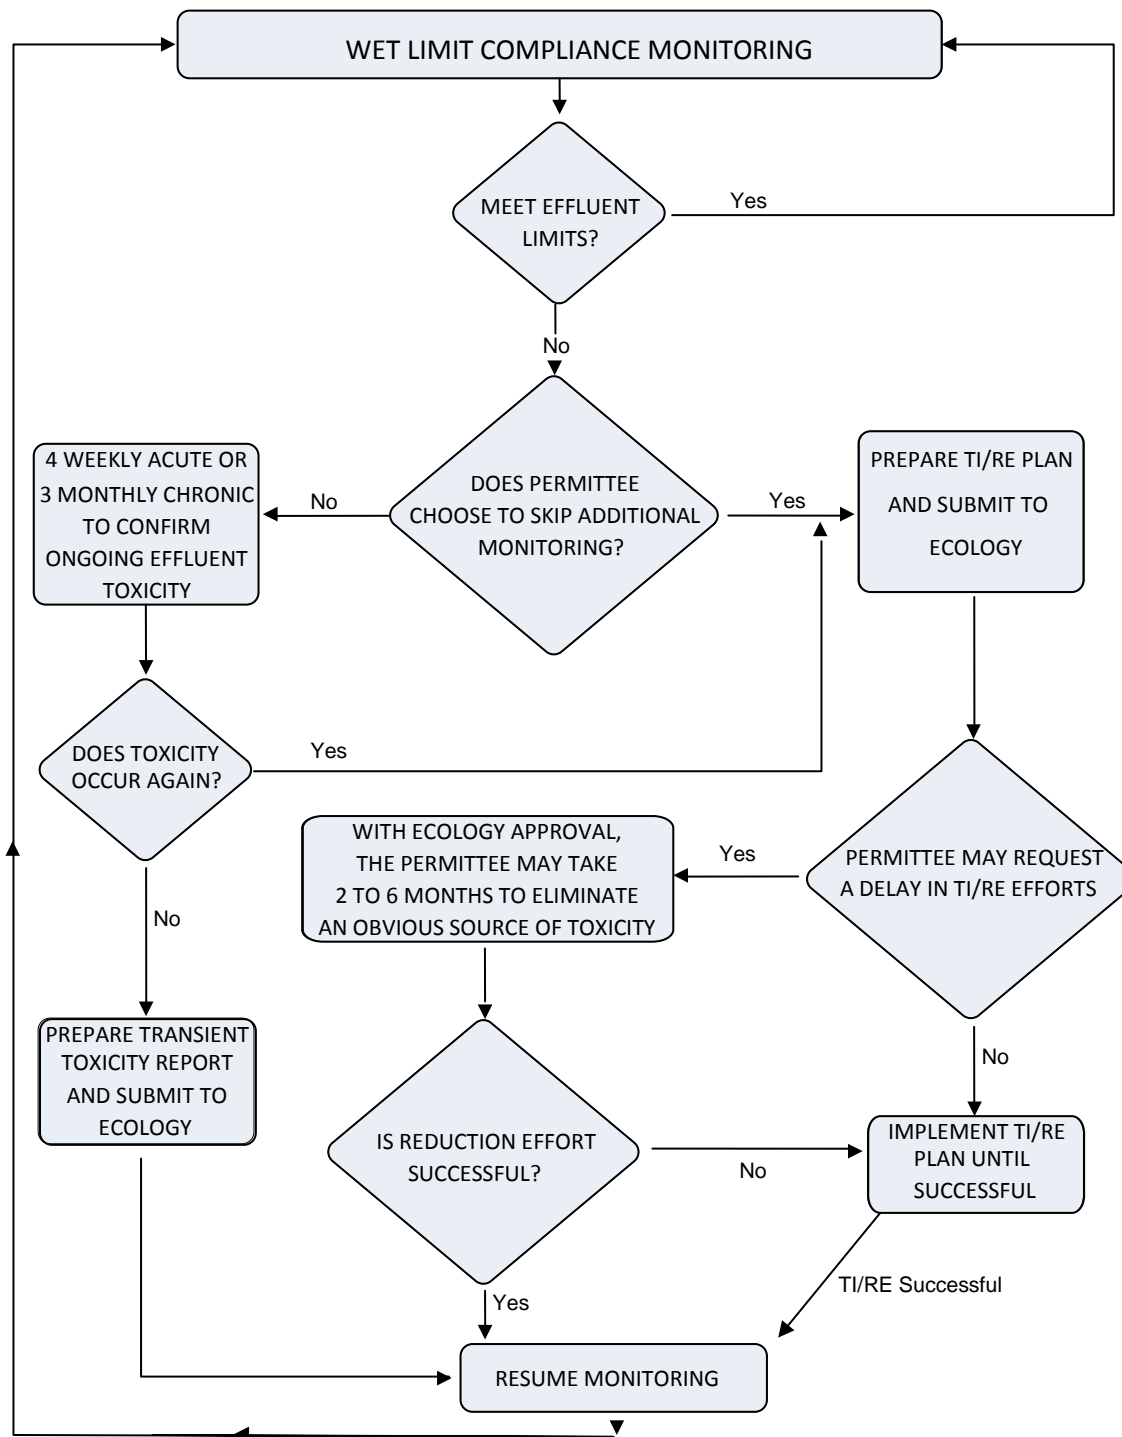 WET LIMIT COMPLIANCE MONITORING
MEET EFFLUENT
LIMITS?
Yes
No
DOES PERMITTEE
CHOOSE TO SKIP ADDITIONAL
MONITORING?
No
Yes
4 WEEKLY ACUTE OR
3 MONTHLY CHRONIC
TO CONFIRM
ONGOING EFFLUENT
TOXICITY
PREPARE TI/RE PLAN
AND SUBMIT TO
ECOLOGY
DOES TOXICITY
OCCUR AGAIN?
Yes
No
PERMITTEE MAY REQUEST
A DELAY IN TI/RE EFFORTS
Yes
No
WITH ECOLOGY APPROVAL,
THE PERMITTEE MAY TAKE
2 TO 6 MONTHS TO ELIMINATE
AN OBVIOUS SOURCE OF TOXICITY
PREPARE TRANSIENT
TOXICITY REPORT
AND SUBMIT TO
ECOLOGY
IS REDUCTION EFFORT
SUCCESSFUL?
No
Yes
IMPLEMENT TI/RE
PLAN UNTIL
SUCCESSFUL
TI/RE Successful
RESUME MONITORING